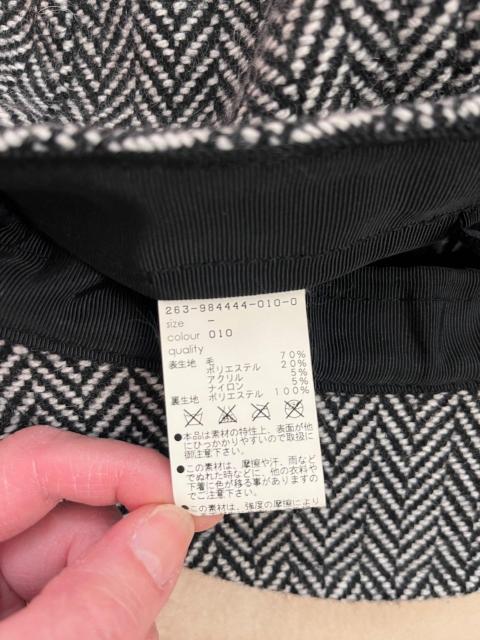 263-984444-010-0
size -
colour 010
quality
表生地 毛 70%
ポリエステル 20%
アクリル 5%
ナイロン 5%
裏生地 ポリエステル 100%
●本品は素材の特性上、表面が他
にひっかかりやすいので取扱に
御注意下さい。
●この素材は、摩擦や汗、雨など
でぬれた時などに、他の衣料や
下着に色が移る事がありますの
でご注意下さい。
●この素材は、強度の摩擦により